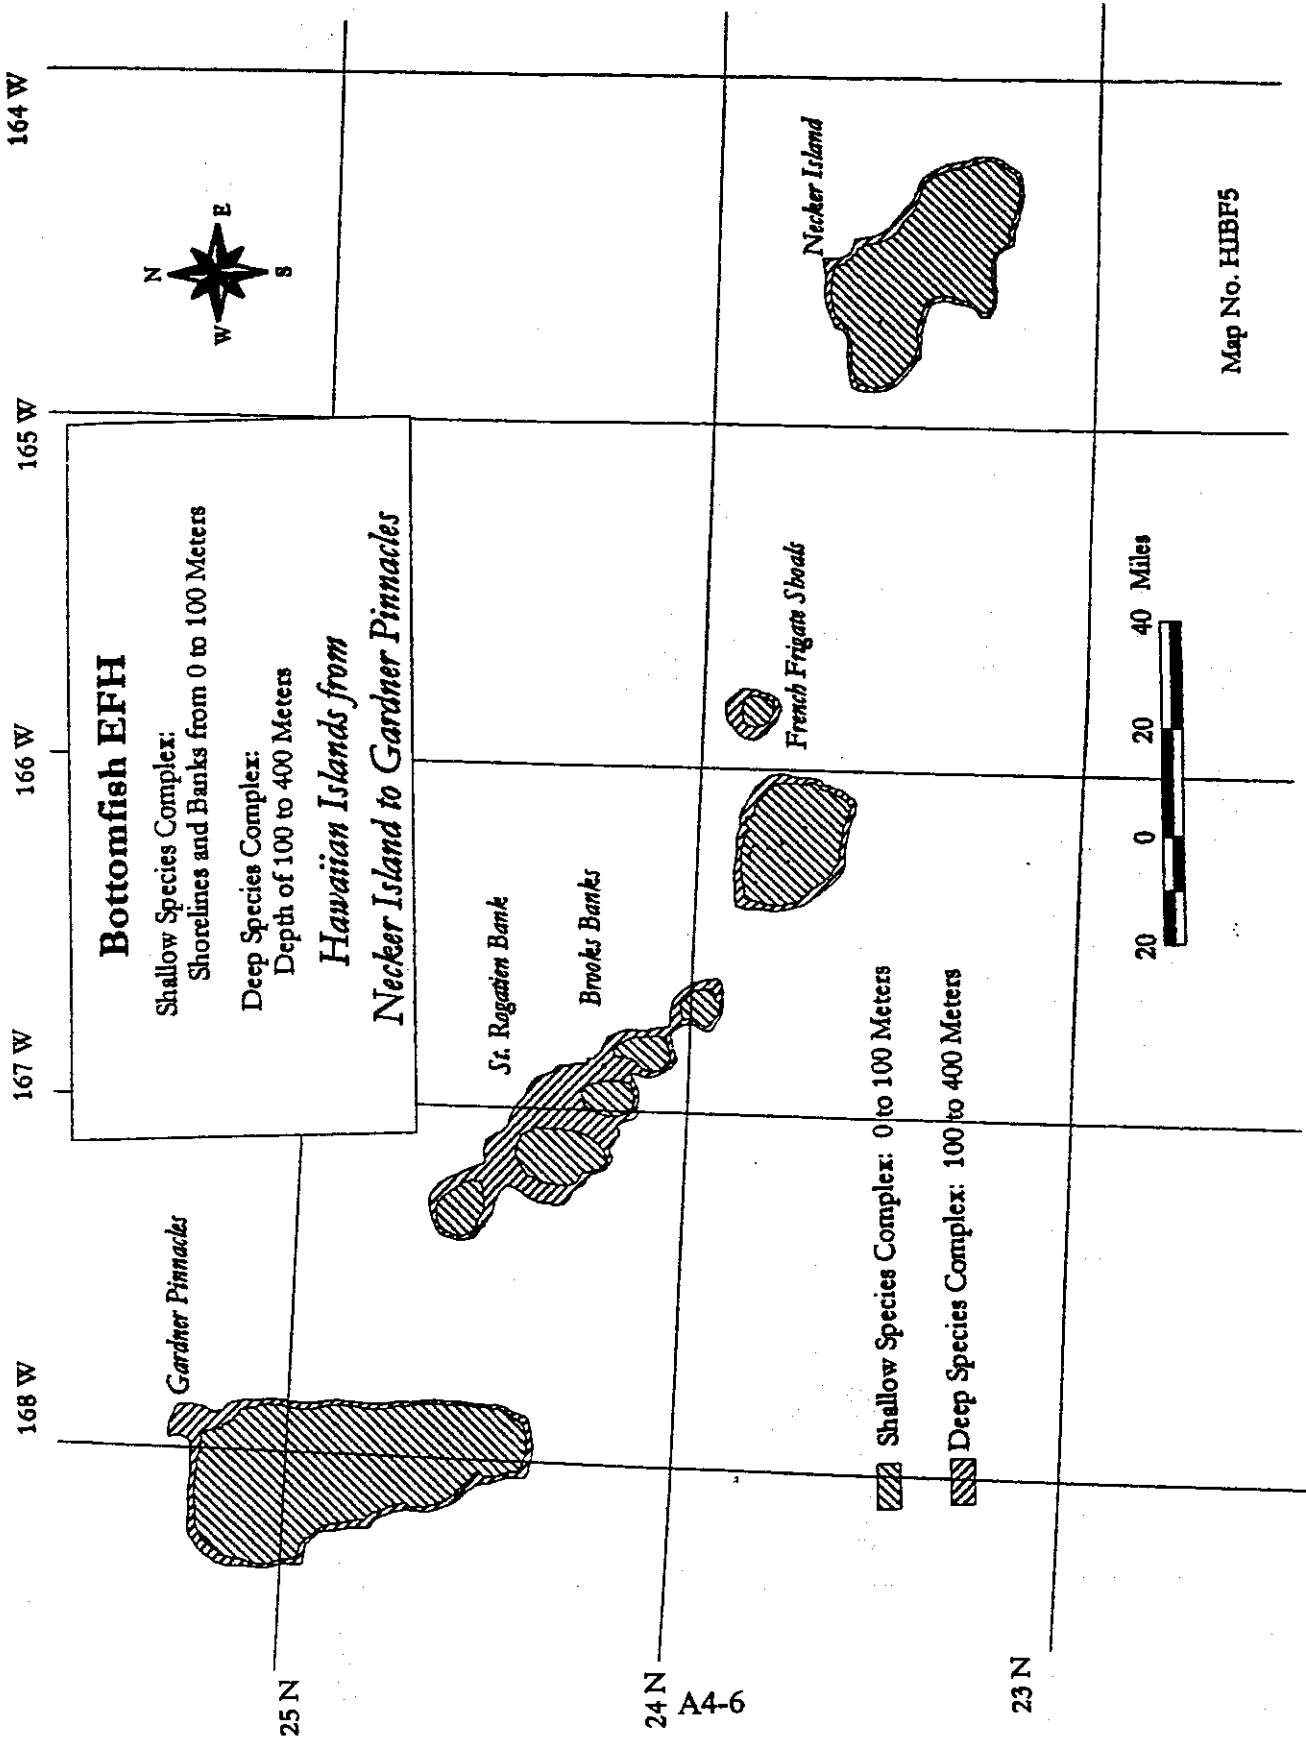 168 W
167 W
166 W
165 W
164 W
Bottomfish EFH
Shallow Species Complex:
Shorelines and Banks from 0 to 100 Meters
Deep Species Complex:
Depth of 100 to 400 Meters
Hawaiian Islands from
Necker Island to Gardner Pinnacles
N
W
E
S
Gardner Pinnacles
25 N
St. Rogatien Bank
Brooks Banks
24 N
Necker Island
French Frigate Shoals
Shallow Species Complex: 0 to 100 Meters
Deep Species Complex: 100 to 400 Meters
23 N
20 0 20 40 Miles
Map No. HIBF5
A4-6